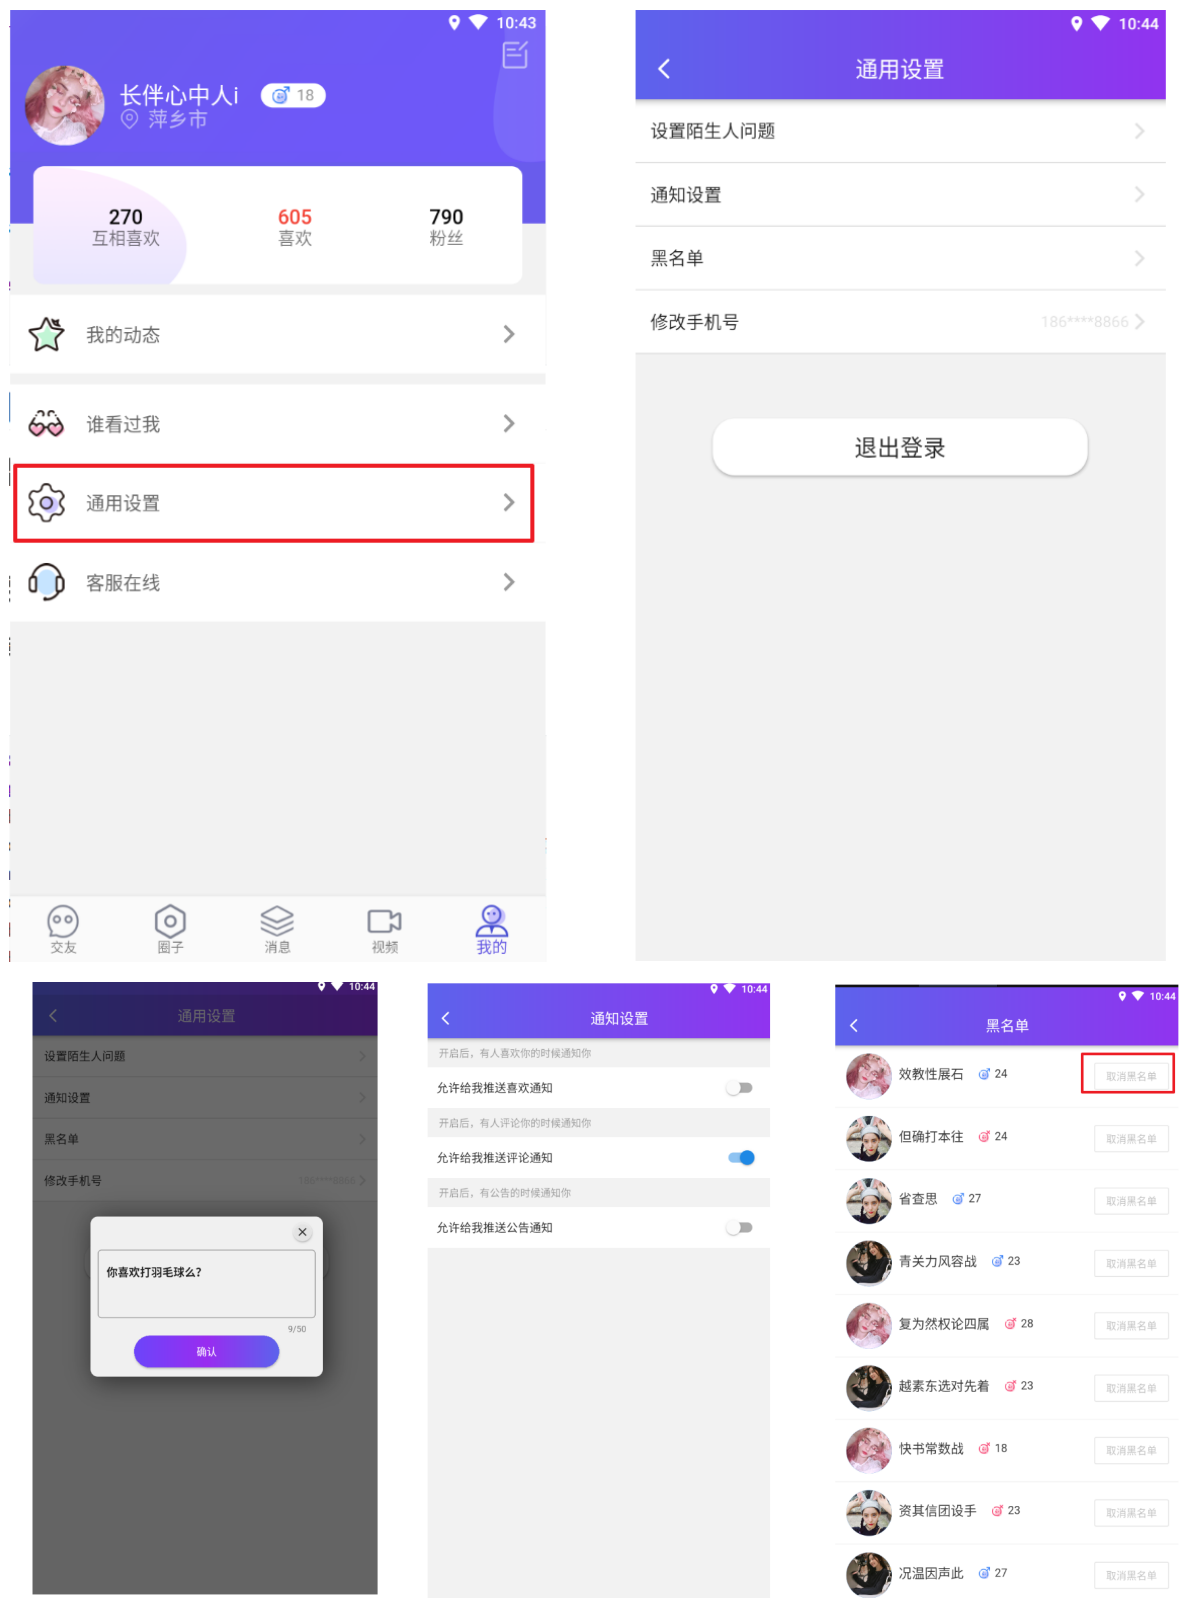 10:43
长伴心中人i 18
萍乡市
270 605 790
互相喜欢 喜欢 粉丝
我的动态
谁看过我
通用设置
客服在线
交友 圈子 消息 视频 我的
10:44
通用设置
设置陌生人问题
通知设置
黑名单
修改手机号 186****8866
退出登录
10:44
通用设置
设置陌生人问题
通知设置
黑名单
修改手机号 186****8866
你喜欢打羽毛球么?
9/50
确认
10:44
通知设置
开启后，有人喜欢你的时候通知你
允许给我推送喜欢通知
开启后，有人评论你的时候通知你
允许给我推送评论通知
开启后，有公告的时候通知你
允许给我推送公告通知
10:44
黑名单
效教性展石 24 取消黑名单
但确打本往 24 取消黑名单
省查思 27 取消黑名单
青关力风容战 23 取消黑名单
复为然权论四属 28 取消黑名单
越素东选对先着 23 取消黑名单
快书常数战 18 取消黑名单
资其信团设手 23 取消黑名单
况温因声此 27 取消黑名单